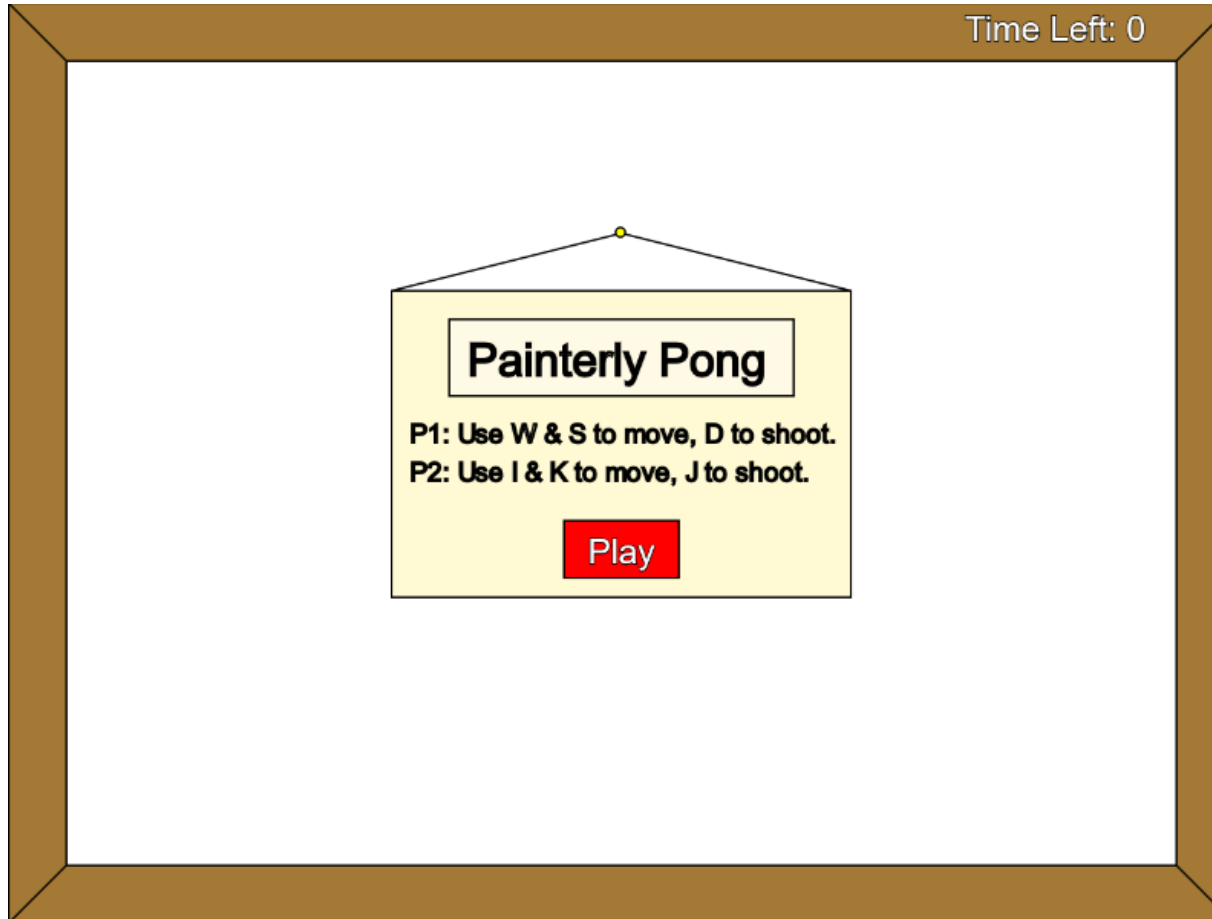 Time Left: 0
Painterly Pong
P1: Use W & S to move, D to shoot.
P2: Use I & K to move, J to shoot.
Play